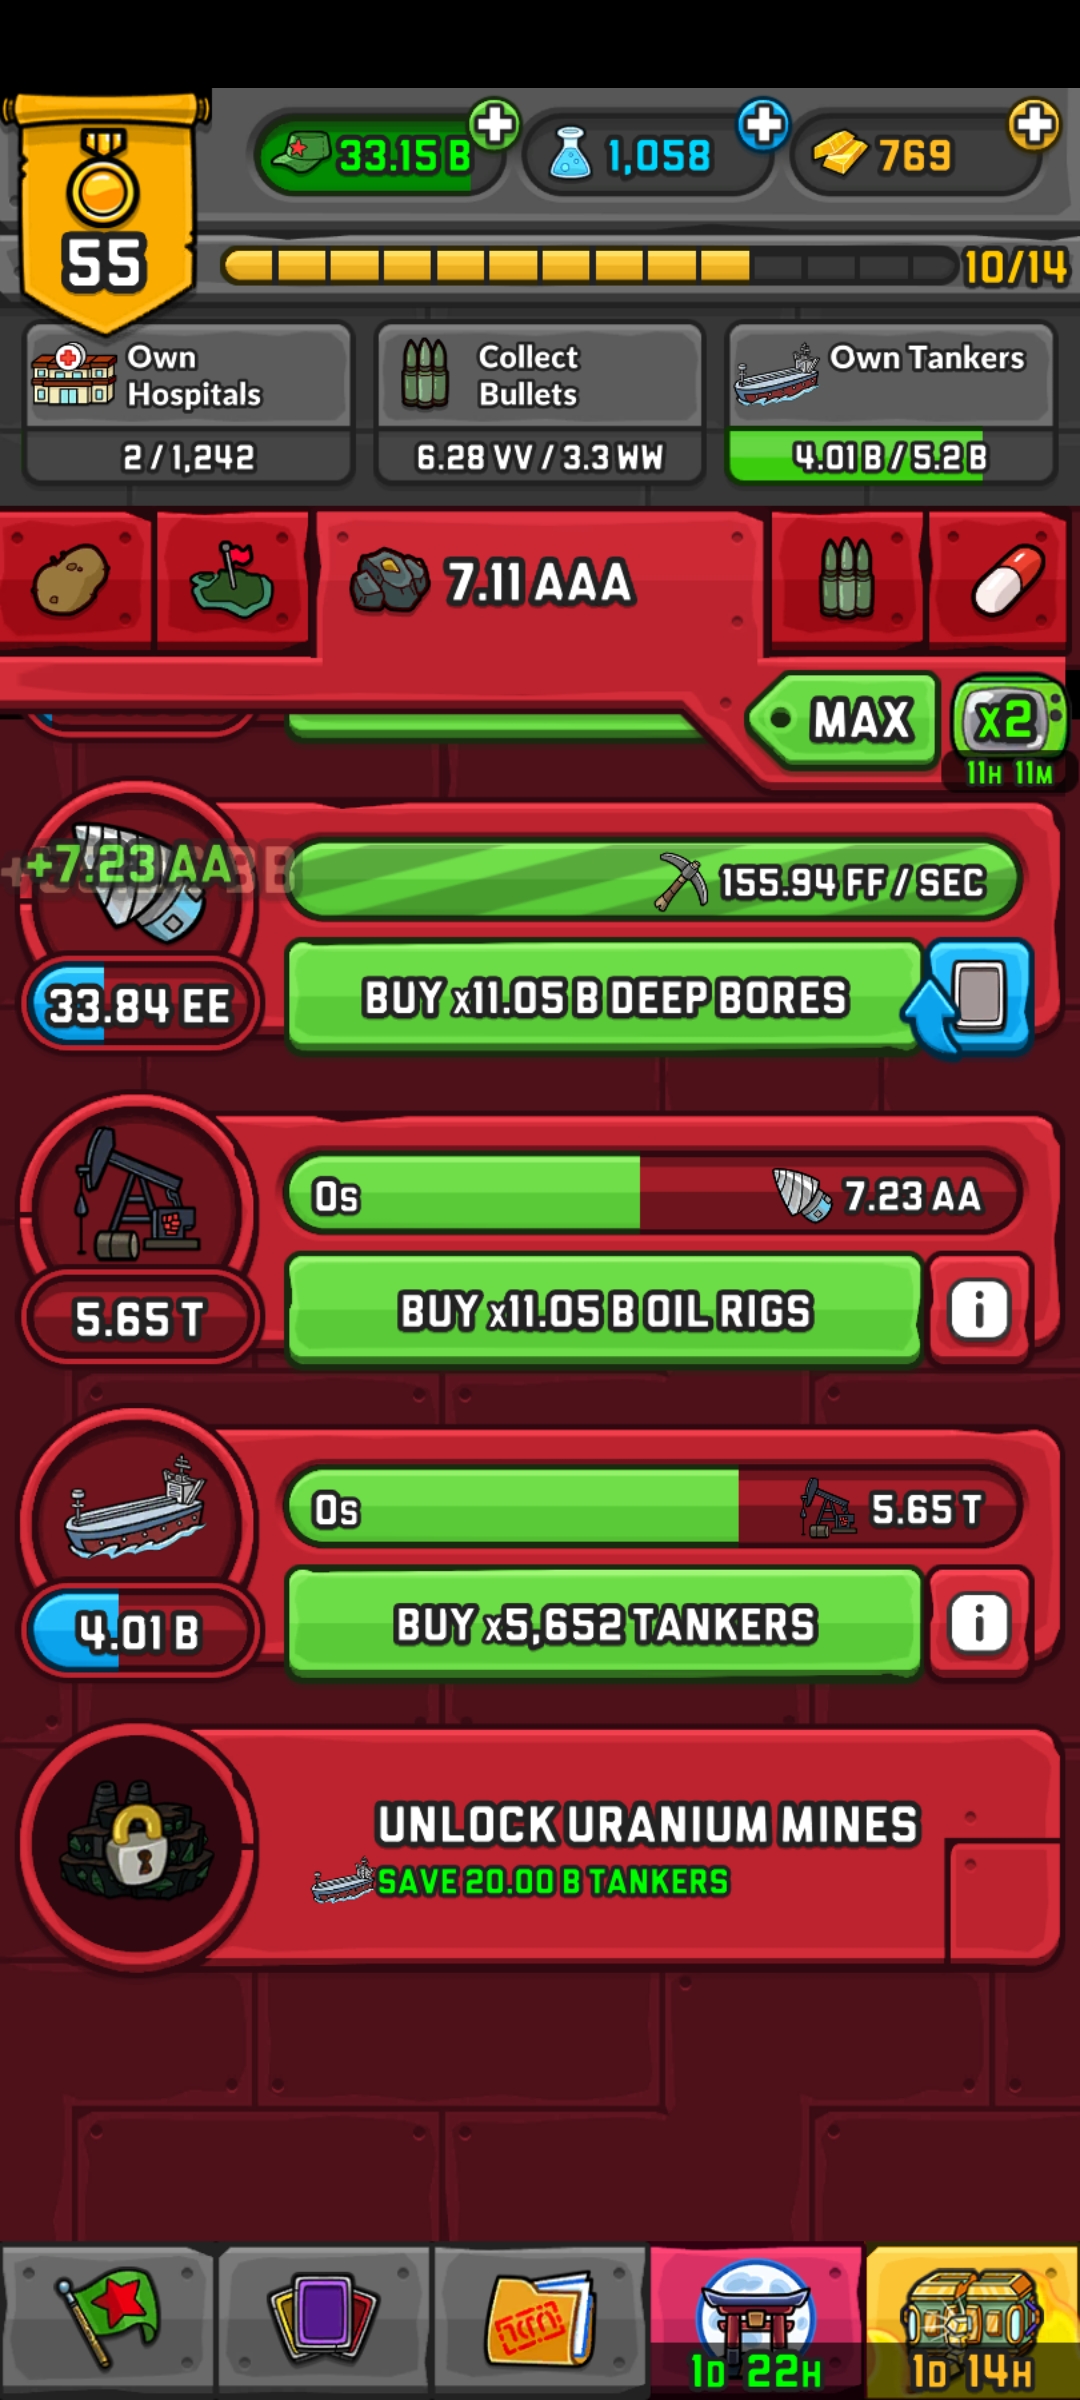 33.15 B
1,058
769
55
10/14
Own
Hospitals
2 / 1,242
Collect
Bullets
6.28 VV / 3.3 WW
Own Tankers
4.01 B / 5.2 B
7.11 AAA
MAX
x2
11H 11M
+7.23 AA
155.94 FF / SEC
33.84 EE
BUY x11.05 B DEEP BORES
0s
7.23 AA
5.65 T
BUY x11.05 B OIL RIGS
i
0s
5.65 T
4.01 B
BUY x5,652 TANKERS
i
UNLOCK URANIUM MINES
SAVE 20.00 B TANKERS
1D 22H
1D 14H